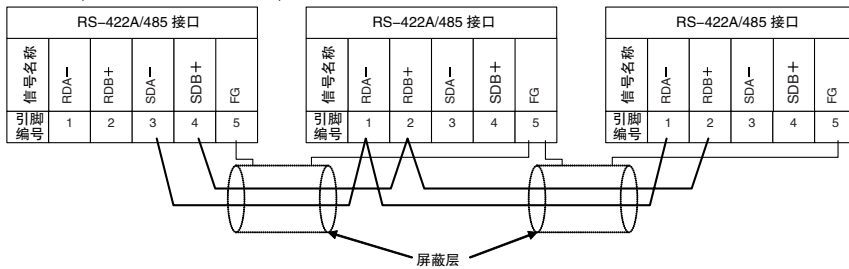 RS-422A/485 接口
信号名称 RDA- RDB+ SDA- SDB+ FG
引脚编号 1 2 3 4 5
RS-422A/485 接口
信号名称 RDA- RDB+ SDA- SDB+ FG
引脚编号 1 2 3 4 5
RS-422A/485 接口
信号名称 RDA- RDB+ SDA- SDB+ FG
引脚编号 1 2 3 4 5
屏蔽层